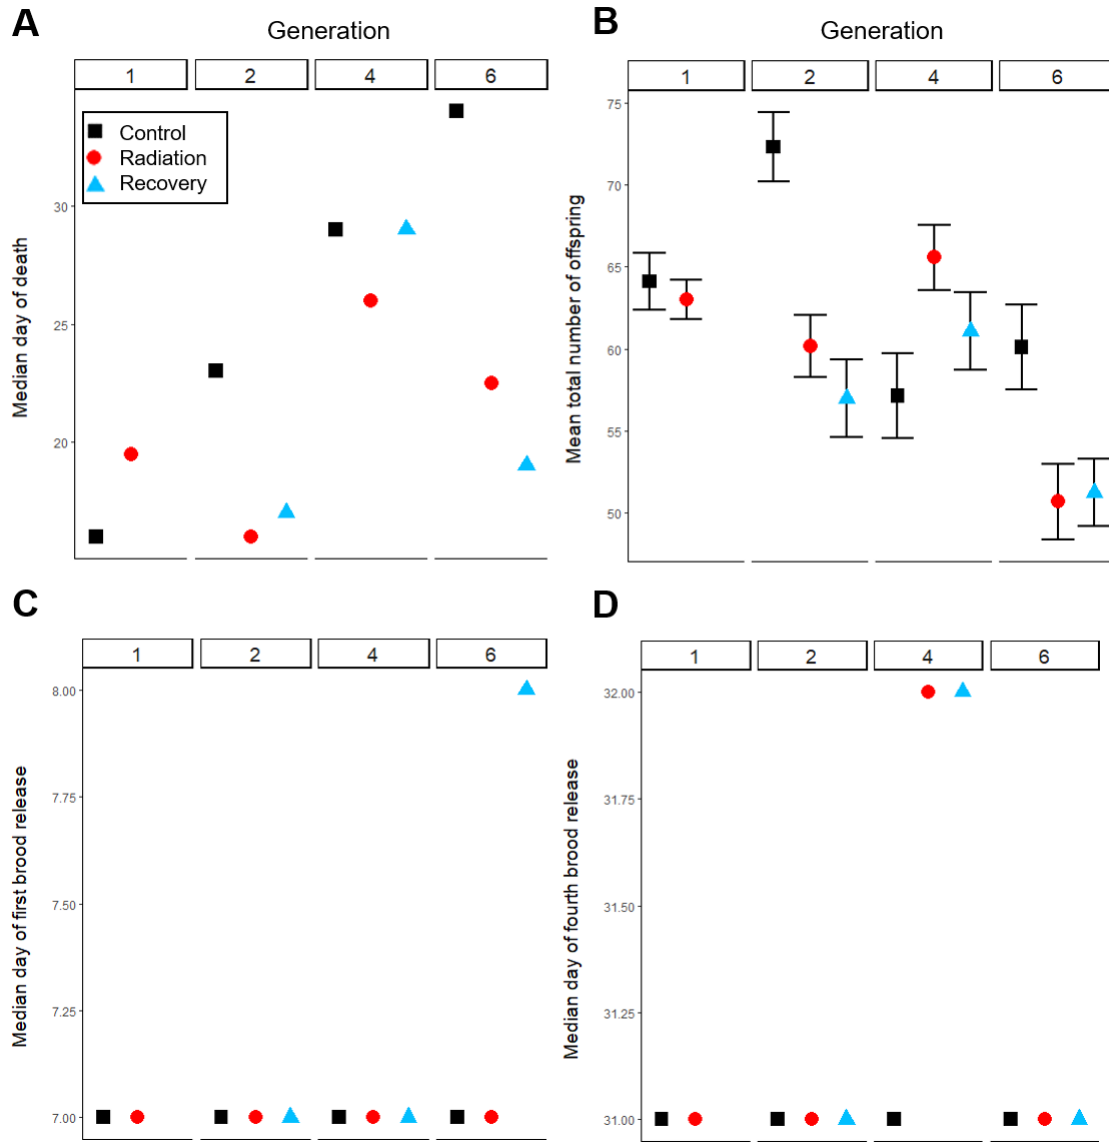 A
Generation
1 2 4 6
Control
Radiation
Recovery
30
25
20
Median day of death
B
Generation
1 2 4 6
75
70
65
60
55
50
Mean total number of offspring
C
1 2 4 6
8.00
7.75
7.50
7.25
7.00
Median day of first brood release
D
1 2 4 6
32.00
31.75
31.50
31.25
31.00
Median day of fourth brood release